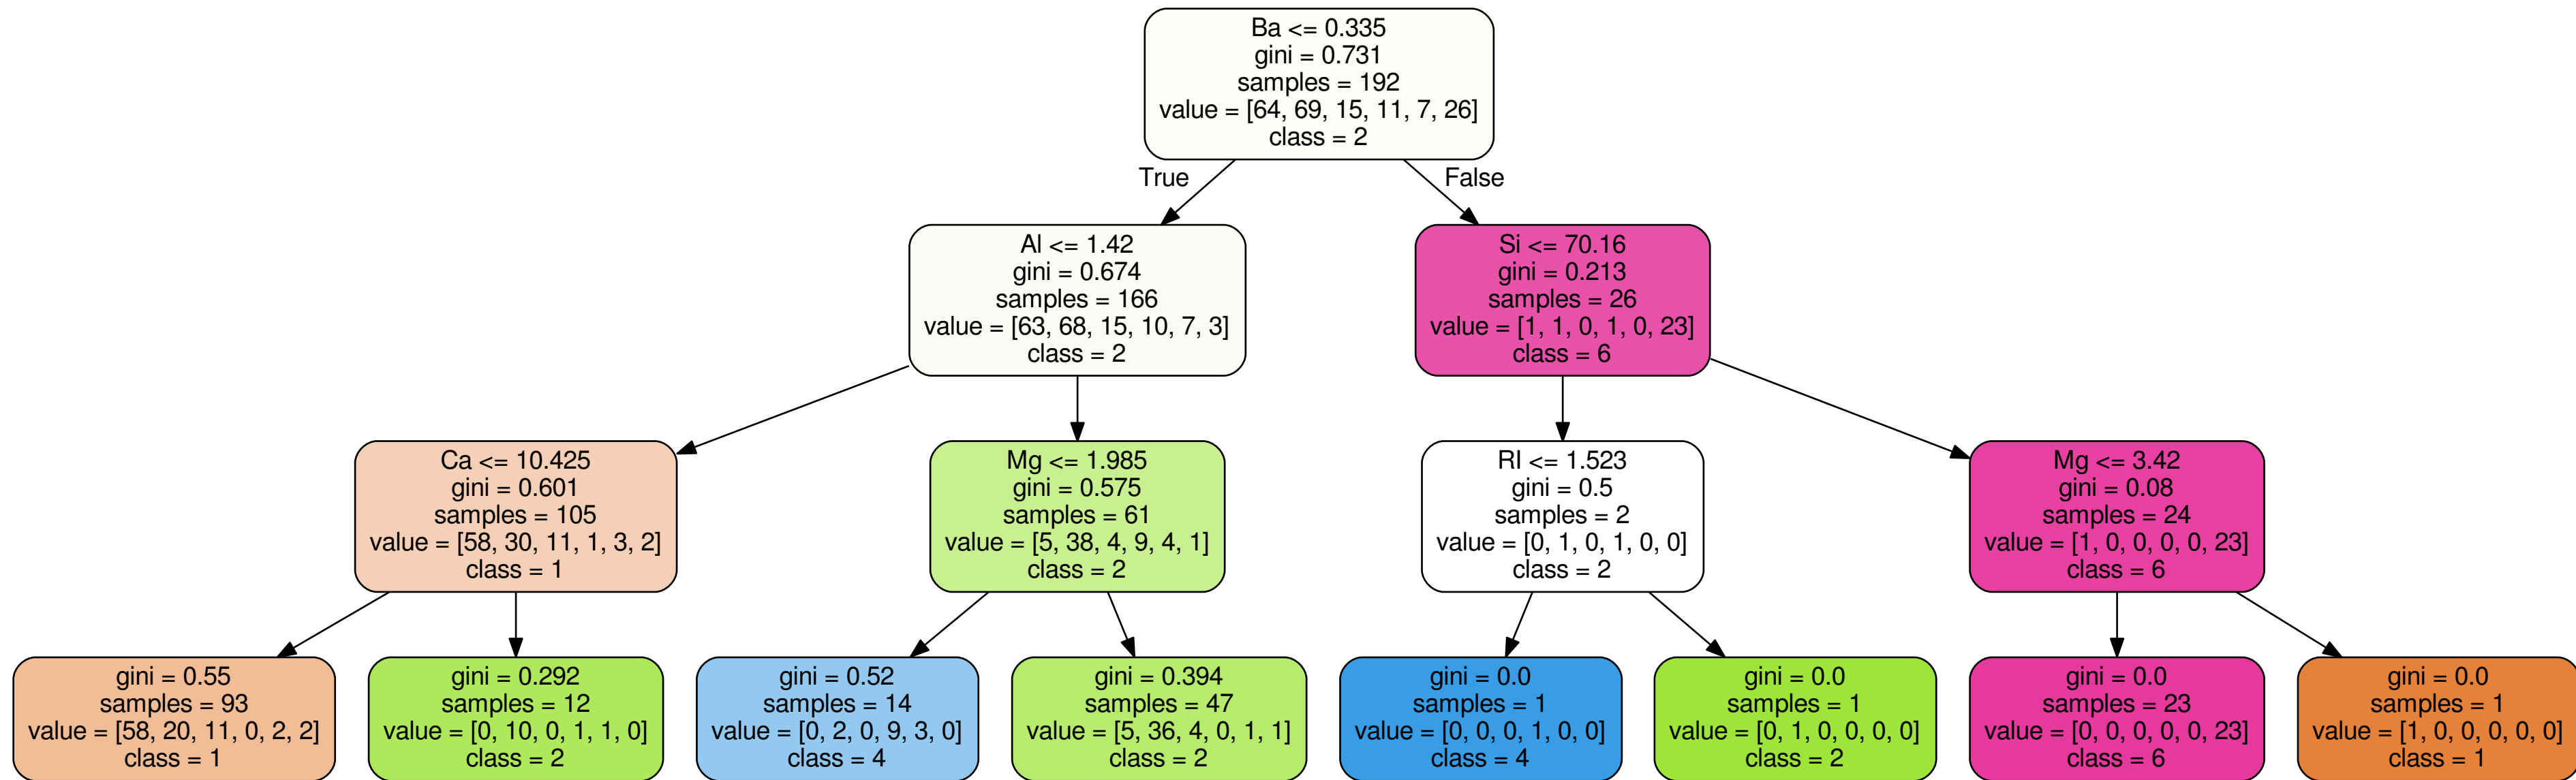 Ba <= 0.335
gini = 0.731
samples = 192
value = [64, 69, 15, 11, 7, 26]
class = 2
True
False
Al <= 1.42
gini = 0.674
samples = 166
value = [63, 68, 15, 10, 7, 3]
class = 2
Si <= 70.16
gini = 0.213
samples = 26
value = [1, 1, 0, 1, 0, 23]
class = 6
Ca <= 10.425
gini = 0.601
samples = 105
value = [58, 30, 11, 1, 3, 2]
class = 1
Mg <= 1.985
gini = 0.575
samples = 61
value = [5, 38, 4, 9, 4, 1]
class = 2
RI <= 1.523
gini = 0.5
samples = 2
value = [0, 1, 0, 1, 0, 0]
class = 2
Mg <= 3.42
gini = 0.08
samples = 24
value = [1, 0, 0, 0, 0, 23]
class = 6
gini = 0.55
samples = 93
value = [58, 20, 11, 0, 2, 2]
class = 1
gini = 0.292
samples = 12
value = [0, 10, 0, 1, 1, 0]
class = 2
gini = 0.52
samples = 14
value = [0, 2, 0, 9, 3, 0]
class = 4
gini = 0.394
samples = 47
value = [5, 36, 4, 0, 1, 1]
class = 2
gini = 0.0
samples = 1
value = [0, 0, 0, 1, 0, 0]
class = 4
gini = 0.0
samples = 1
value = [0, 1, 0, 0, 0, 0]
class = 2
gini = 0.0
samples = 23
value = [0, 0, 0, 0, 0, 23]
class = 6
gini = 0.0
samples = 1
value = [1, 0, 0, 0, 0, 0]
class = 1